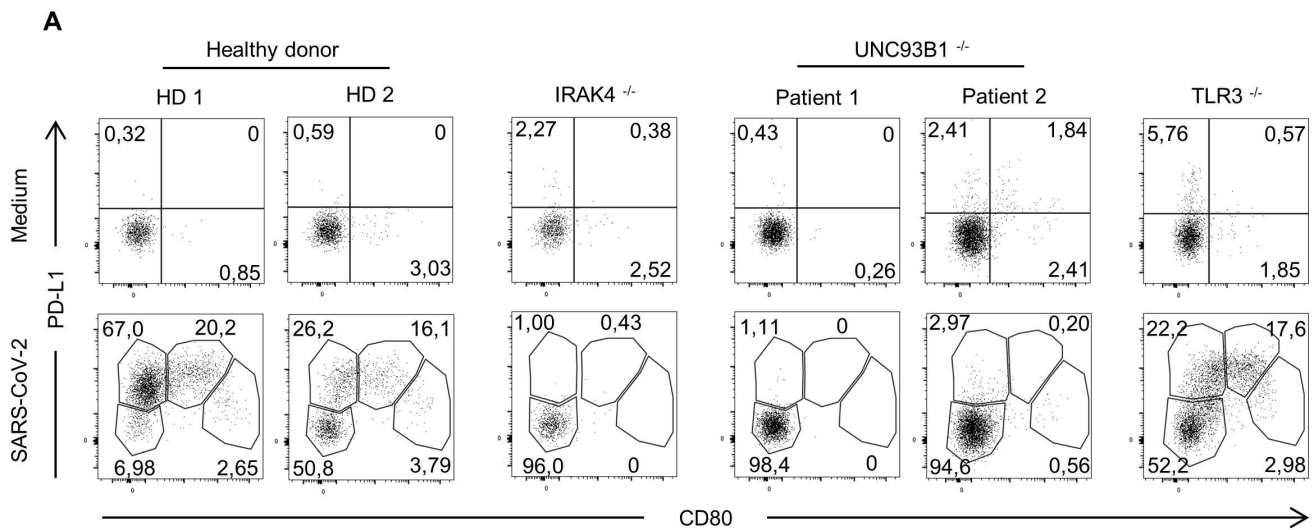 A
Healthy donor
UNC93B1 -/-
HD 1
HD 2
IRAK4 -/-
Patient 1
Patient 2
TLR3 -/-
Medium
0,32 0
0,85
0,59 0
3,03
2,27 0,38
2,52
0,43 0
0,26
2,41 1,84
2,41
5,76 0,57
1,85
PD-L1
SARS-CoV-2
67,0 20,2
6,98 2,65
26,2 16,1
50,8 3,79
1,00 0,43
96,0 0
1,11 0
98,4 0
2,97 0,20
94,6 0,56
22,2 17,6
52,2 2,98
CD80